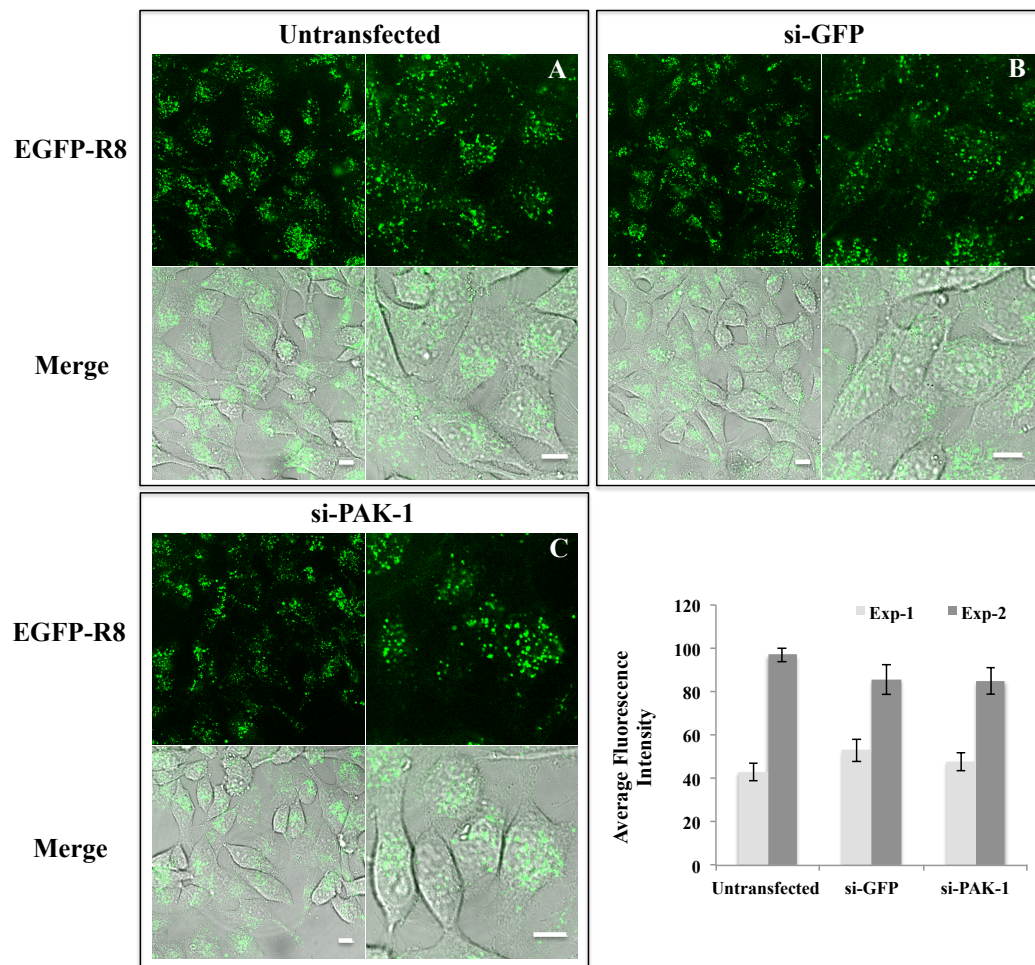 Untransfected
A
EGFP-R8
Merge
si-GFP
B
si-PAK-1
C
EGFP-R8
Merge
120
100
80
60
40
20
0
Average Fluorescence
Intensity
Exp-1
Exp-2
Untransfected
si-GFP
si-PAK-1